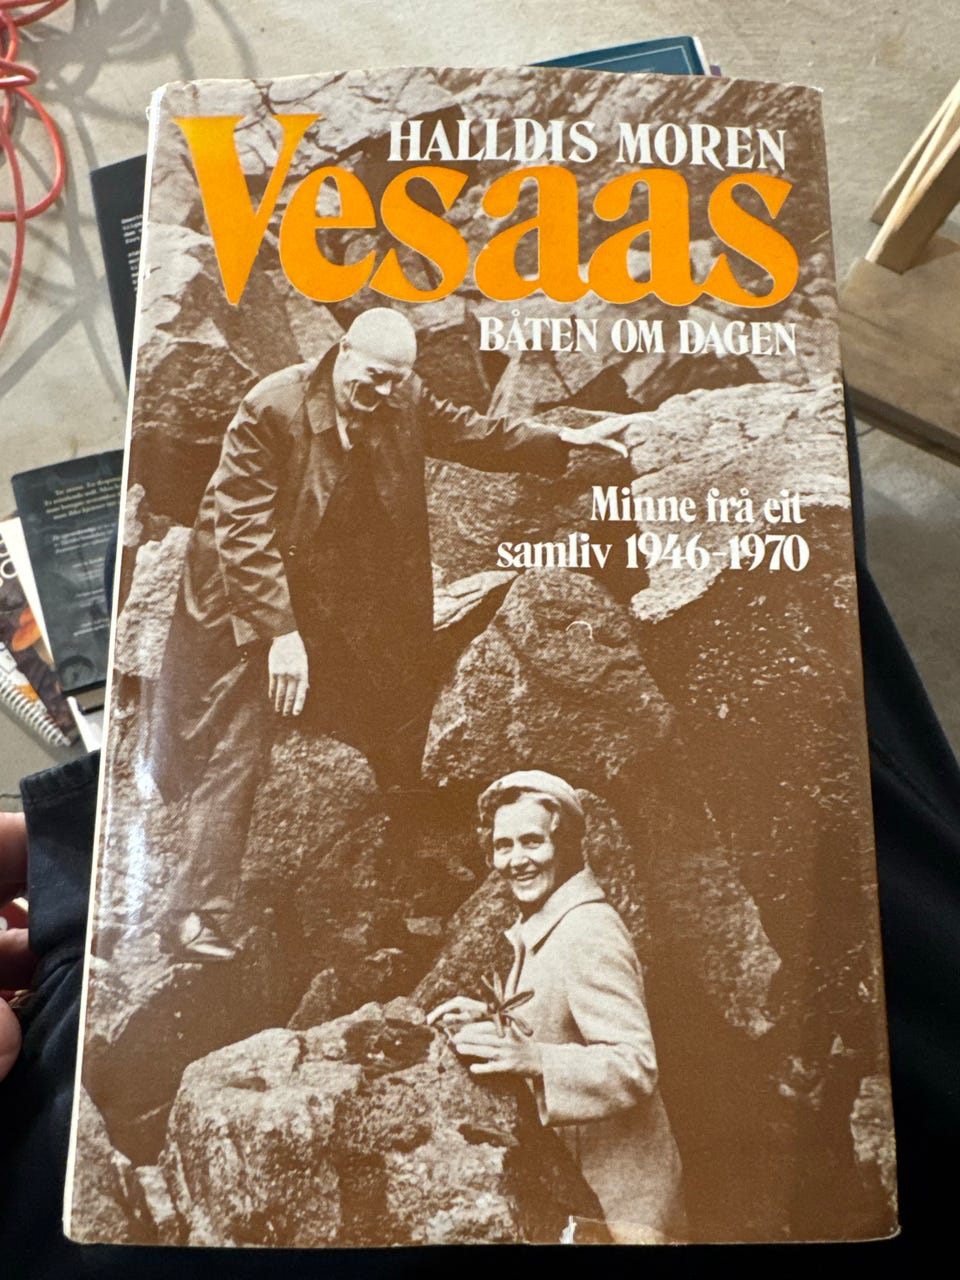 HALLDIS MOREN
Vesaas
BÅTEN OM DAGEN
Minne frå eit
samliv 1946-1970